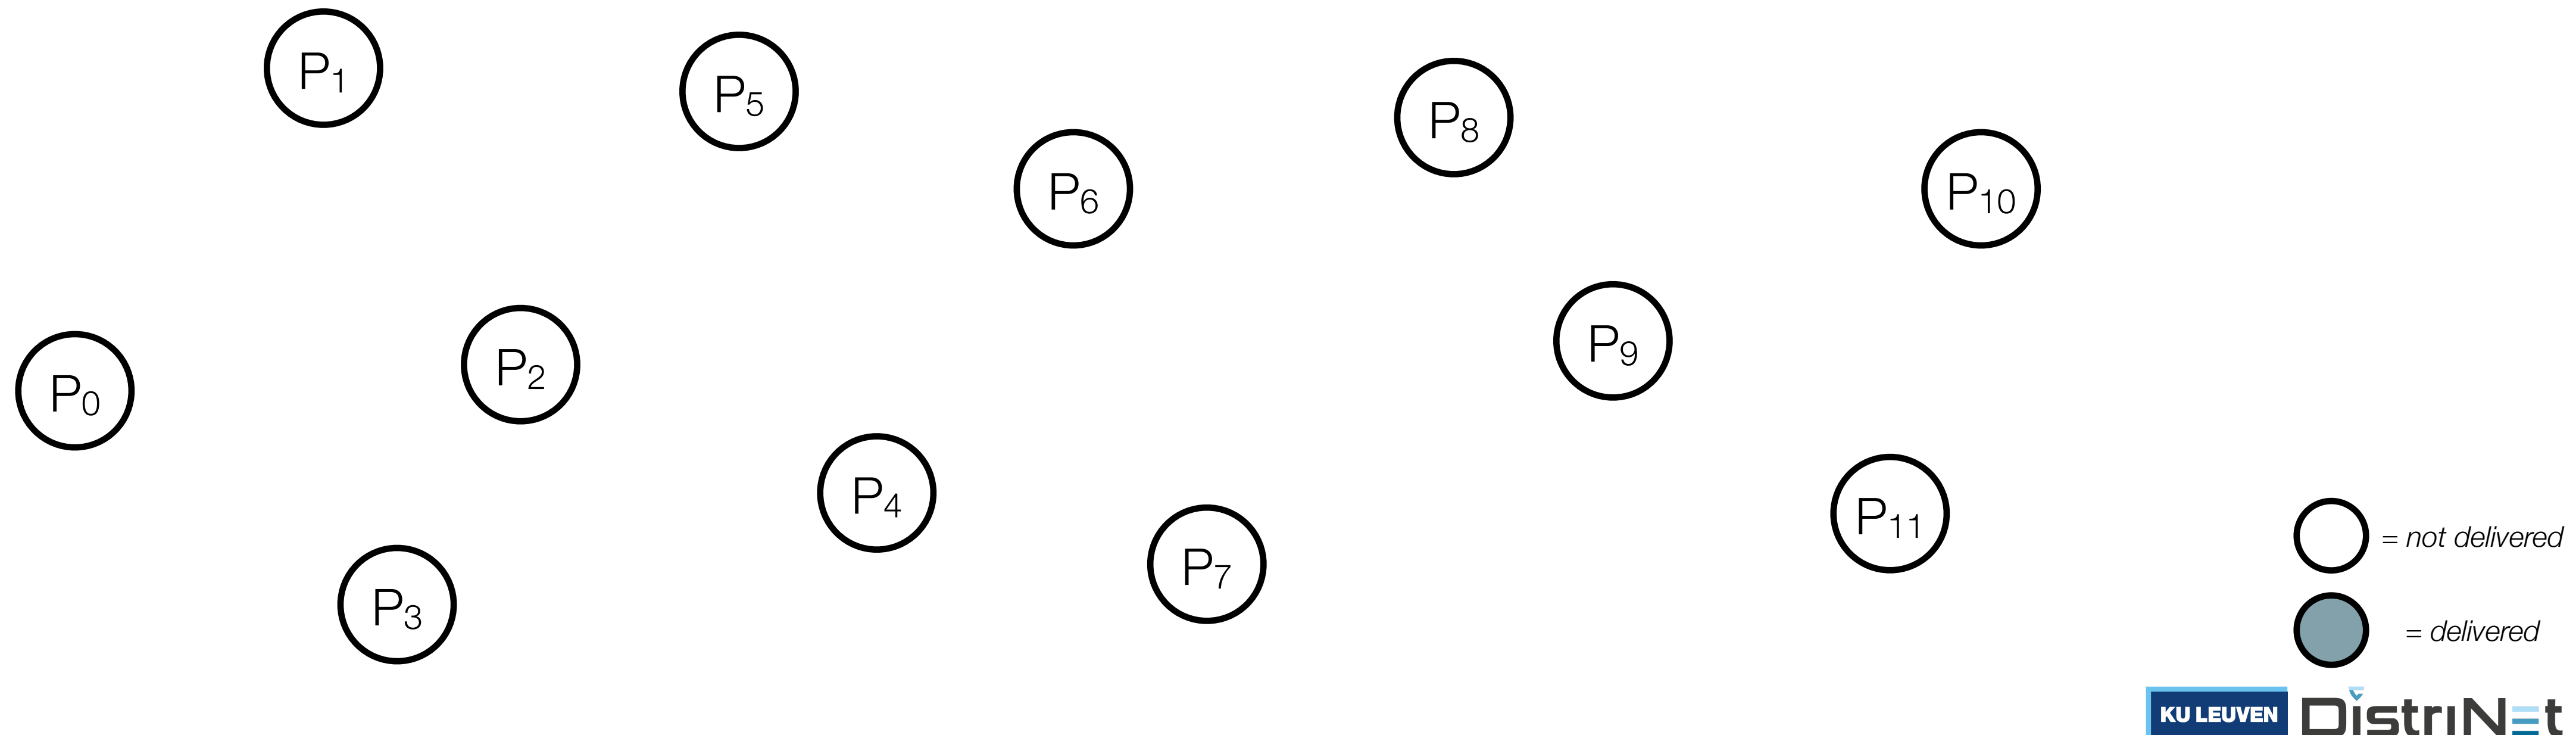 P1
P5
P8
P6
P10
P9
P2
P0
P4
P11
P7
P3
= not delivered
= delivered
KU LEUVEN DistriNet